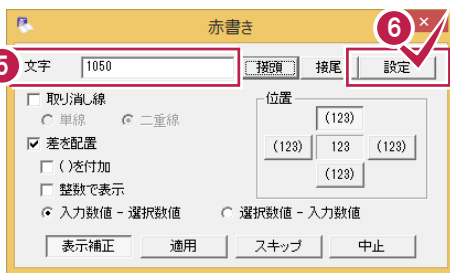 赤書き
6 ×
5 文字 1050 接頭 接尾 設定
取り消し線
単線 二重線
差を配置
( )を付加
整数で表示
位置
(123)
(123) 123 (123)
(123)
入力数値 - 選択数値 選択数値 - 入力数値
表示補正 適用 スキップ 中止